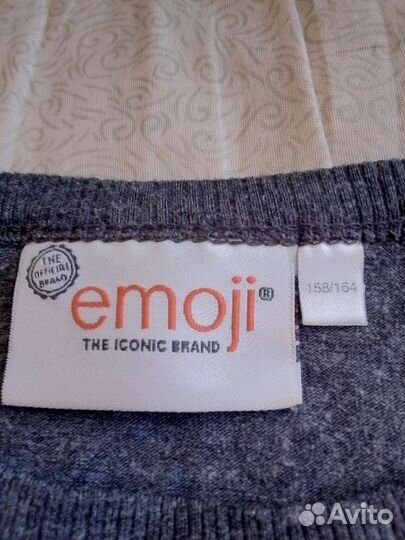 THE
OFFICIAL
BRAND
emoji®
THE ICONIC BRAND
158/164
Avito